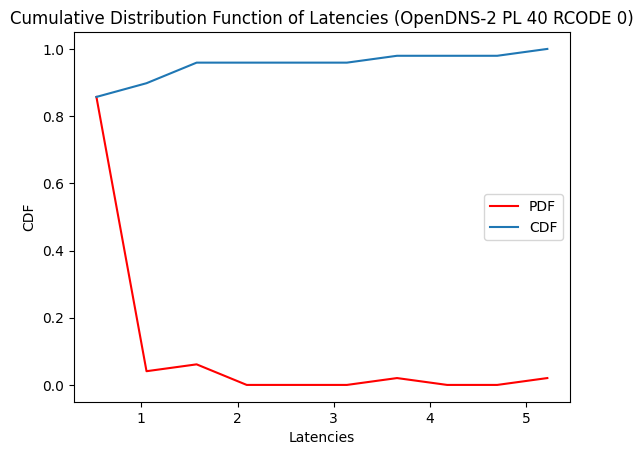 Cumulative Distribution Function of Latencies (OpenDNS-2 PL 40 RCODE 0)
1.0
0.8
0.6
0.4
0.2
0.0
CDF
PDF
CDF
1 2 3 4 5
Latencies